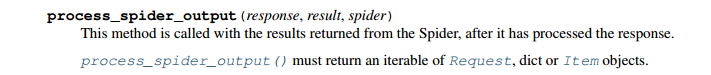 process_spider_output(response, result, spider)
This method is called with the results returned from the Spider, after it has processed the response.
process_spider_output() must return an iterable of Request, dict or Item objects.